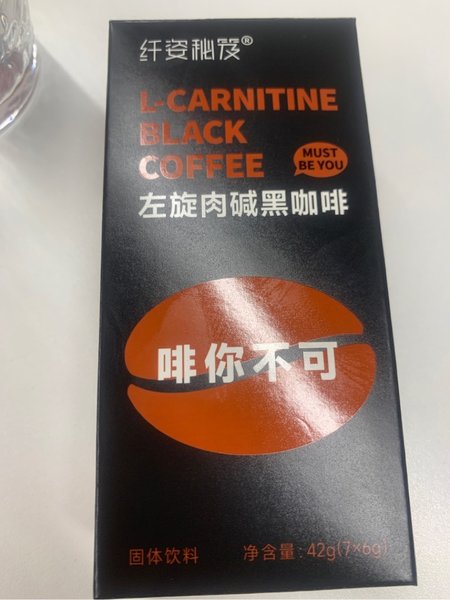 纤姿秘笈®
L-CARNITINE
BLACK
COFFEE
MUST
BE YOU
左旋肉碱黑咖啡
啡你不可
固体饮料 净含量: 42g(7×6g)